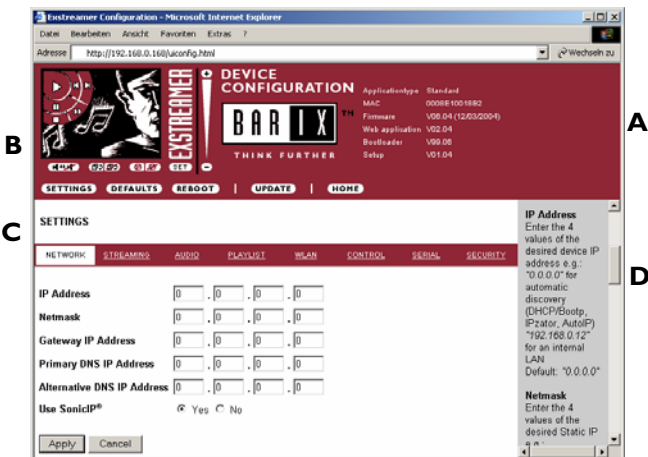 Exstreamer Configuration - Microsoft Internet Explorer
Datei Bearbeiten Ansicht Favoriten Extras ?
Adresse http://192.168.0.160/uiconfig.html Wechseln zu
EXSTREAMER
SET
DEVICE
CONFIGURATION
BARIX TM
THINK FURTHER
Applicationtype Standard
MAC 0008E1001892
Firmware V06.04 (12/03/2004)
Web application V02.04
Bootloader V99.06
Setup V01.04
A
B
SETTINGS DEFAULTS REBOOT | UPDATE | HOME
C
SETTINGS
NETWORK STREAMING AUDIO PLAYLIST WLAN CONTROL SERIAL SECURITY
IP Address 0 . 0 . 0 . 0
Netmask 0 . 0 . 0 . 0
Gateway IP Address 0 . 0 . 0 . 0
Primary DNS IP Address 0 . 0 . 0 . 0
Alternative DNS IP Address 0 . 0 . 0 . 0
Use SonicIP® Yes No
Apply Cancel
D
IP Address
Enter the 4
values of the
desired device IP
address e.g.:
"0.0.0.0" for
automatic
discovery
(DHCP/Bootp,
IPzator, AutoIP)
"192.168.0.12"
for an internal
LAN
Default: "0.0.0.0"
Netmask
Enter the 4
values of the
desired Static IP